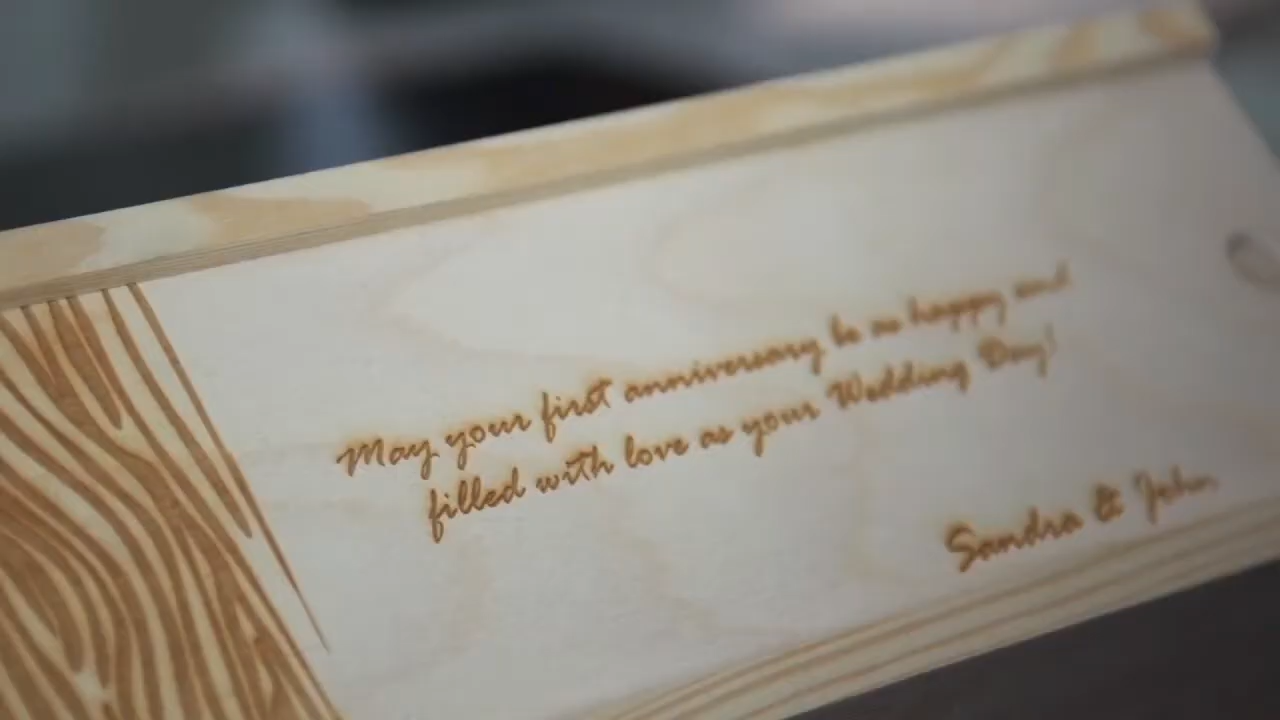 May your first anniversary be as happy and
filled with love as your Wedding Day!
Sandra & John